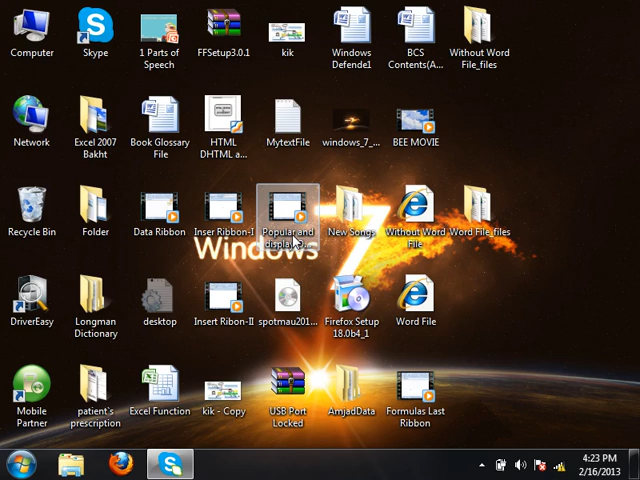 Computer
Skype
1 Parts of
Speech
FFSetup3.0.1
kik
Windows
Defende1
BCS
Contents(A...
Without Word
File_files
Network
Excel 2007
Bakht
Book Glossary
File
HTML
DHTML a...
MytextFile
windows_7_...
BEE MOVIE
Recycle Bin
Folder
Data Ribbon
Inser Ribbon-I
Popular and
New Songs
Without Word
File
Word File_files
Windows 7
DriverEasy
Longman
Dictionary
desktop
Insert Ribon-II
spotmau201...
Firefox Setup
18.0b4_1
Word File
Mobile
Partner
patient`s
prescription
Excel Function
kik - Copy
USB Port
Locked
AmjadData
Formulas Last
Ribbon
4:23 PM
2/16/2013